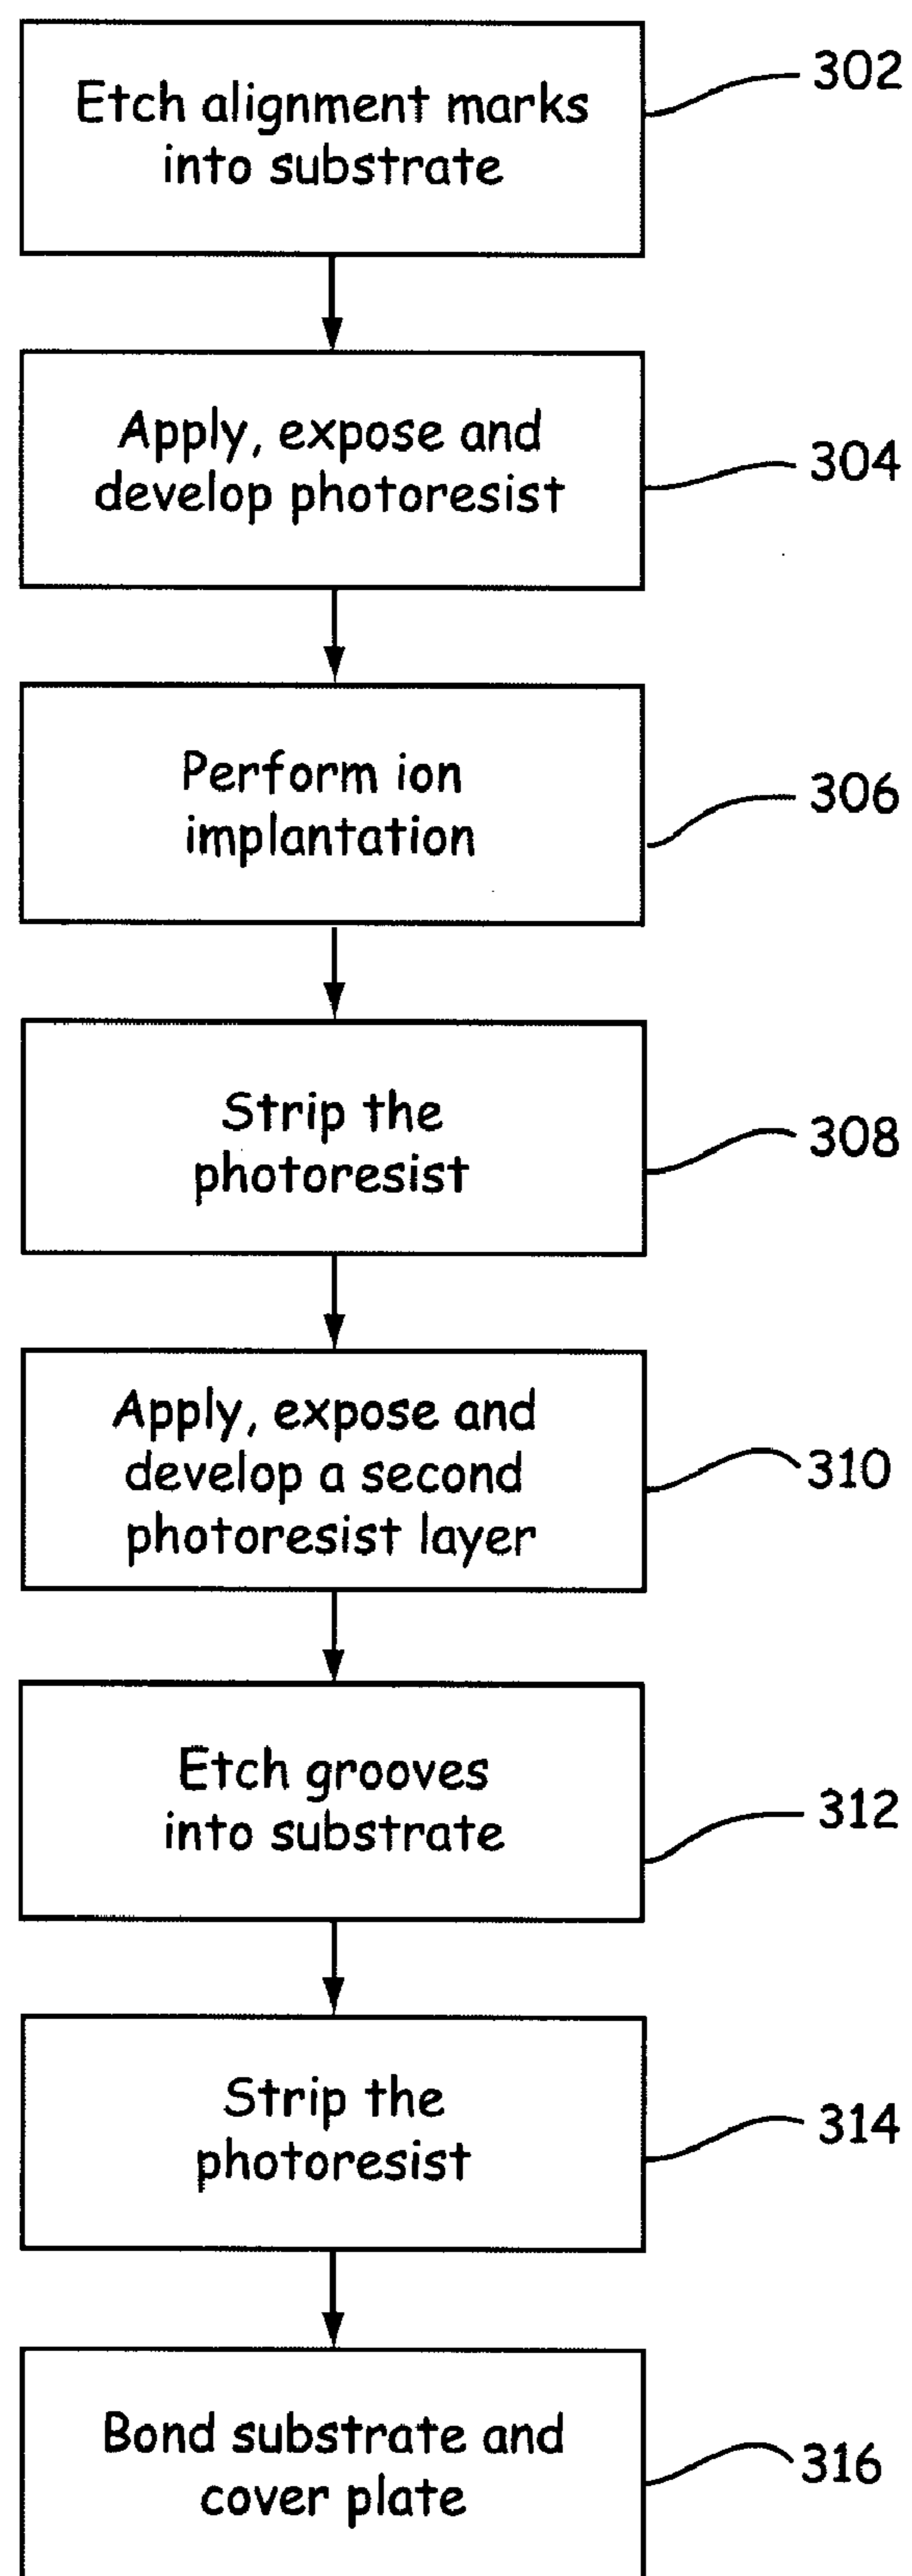 Etch alignment marks
into substrate
302
Apply, expose and
develop photoresist
304
Perform ion
implantation
306
Strip the
photoresist
308
Apply, expose and
develop a second
photoresist layer
310
Etch grooves
into substrate
312
Strip the
photoresist
314
Bond substrate and
cover plate
316